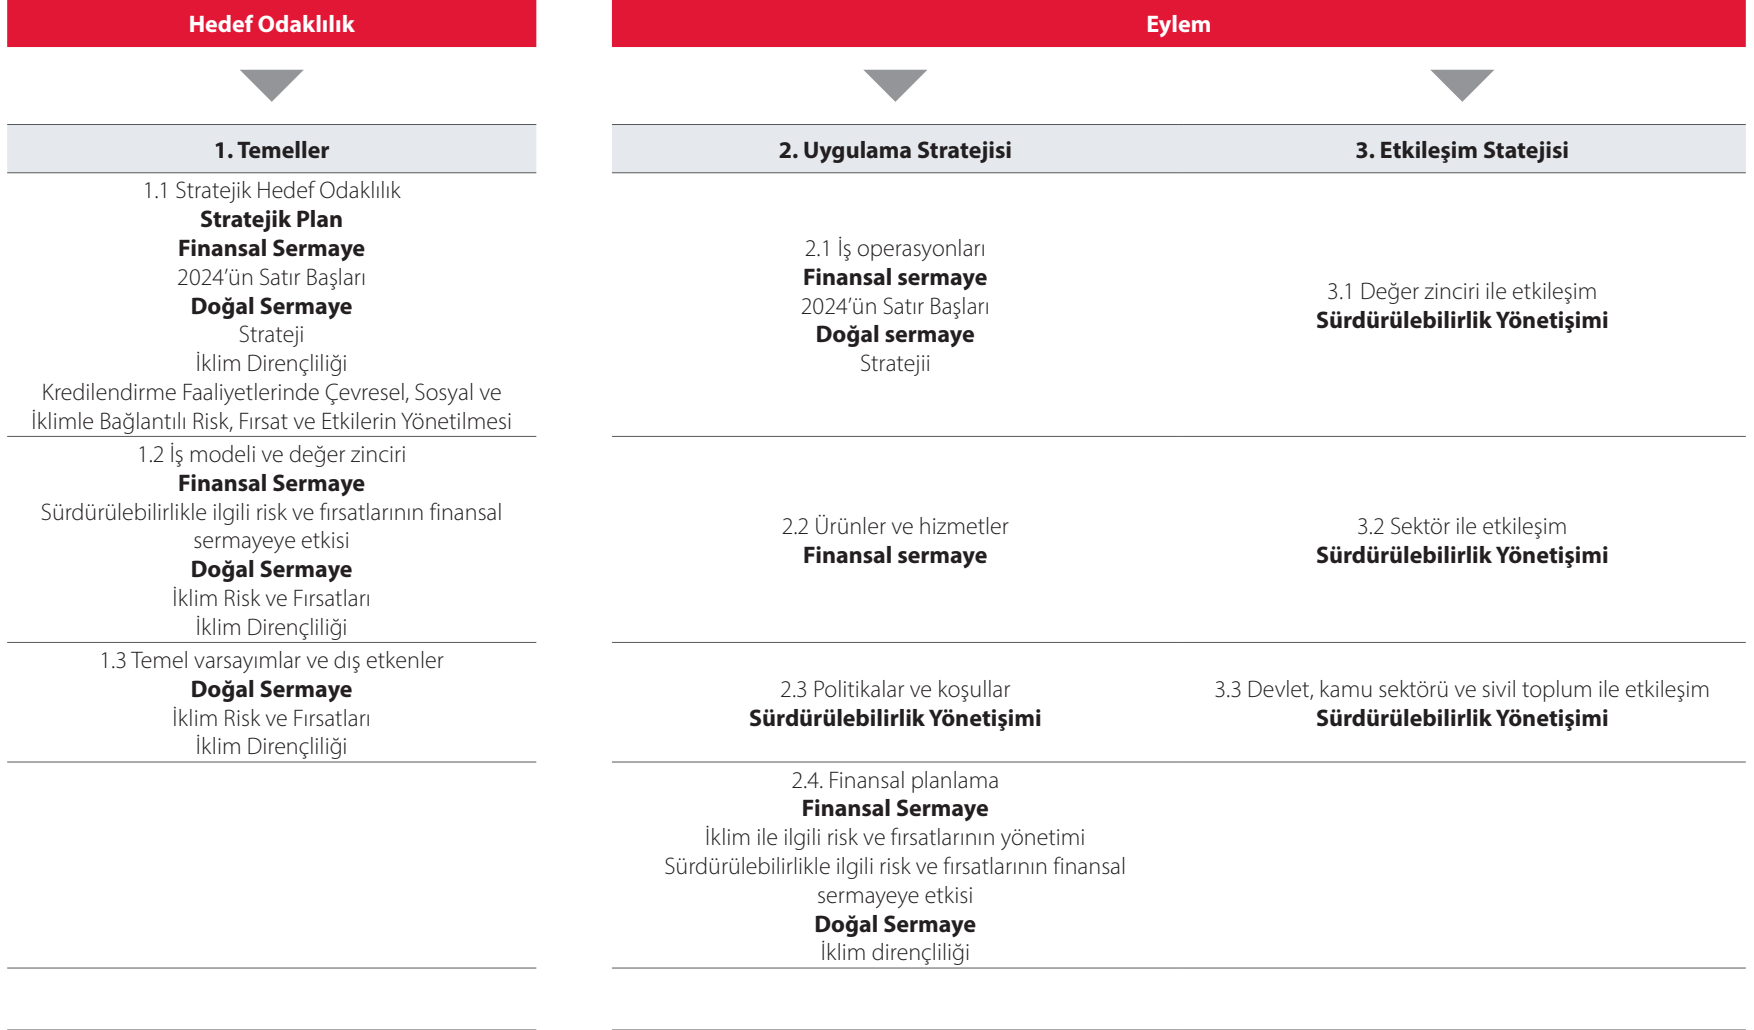 Hedef Odaklılık
Eylem
1. Temeller
2. Uygulama Stratejisi
3. Etkileşim Statejisi
1.1 Stratejik Hedef Odaklılık
Stratejik Plan
Finansal Sermaye
2024’ün Satır Başları
Doğal Sermaye
Strateji
İklim Dirençliliği
Kredilendirme Faaliyetlerinde Çevresel, Sosyal ve
İklimle Bağlantılı Risk, Fırsat ve Etkilerin Yönetilmesi
2.1 İş operasyonları
Finansal sermaye
2024’ün Satır Başları
Doğal sermaye
Stratejii
3.1 Değer zinciri ile etkileşim
Sürdürülebilirlik Yönetişimi
1.2 İş modeli ve değer zinciri
Finansal Sermaye
Sürdürülebilirlikle ilgili risk ve fırsatlarının finansal
sermayeye etkisi
Doğal Sermaye
İklim Risk ve Fırsatları
İklim Dirençliliği
2.2 Ürünler ve hizmetler
Finansal sermaye
3.2 Sektör ile etkileşim
Sürdürülebilirlik Yönetişimi
1.3 Temel varsayımlar ve dış etkenler
Doğal Sermaye
İklim Risk ve Fırsatları
İklim Dirençliliği
2.3 Politikalar ve koşullar
Sürdürülebilirlik Yönetişimi
3.3 Devlet, kamu sektörü ve sivil toplum ile etkileşim
Sürdürülebilirlik Yönetişimi
2.4. Finansal planlama
Finansal Sermaye
İklim ile ilgili risk ve fırsatlarının yönetimi
Sürdürülebilirlikle ilgili risk ve fırsatlarının finansal
sermayeye etkisi
Doğal Sermaye
İklim dirençliliği